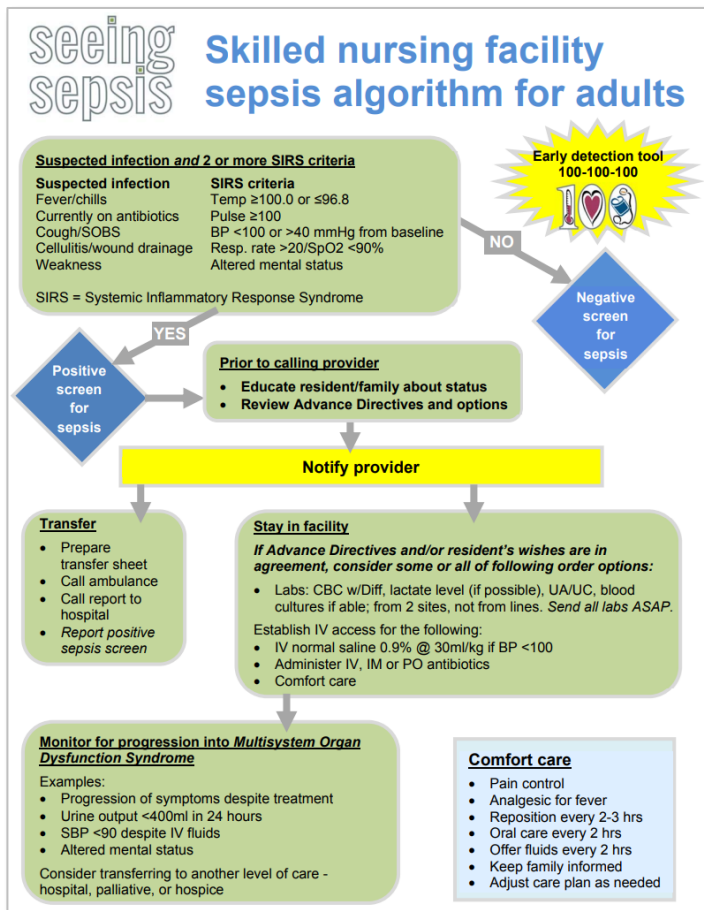 seeing
sepsis
Skilled nursing facility
sepsis algorithm for adults
Suspected infection and 2 or more SIRS criteria
Suspected infection SIRS criteria
Fever/chills Temp ≥100.0 or ≤96.8
Currently on antibiotics Pulse ≥100
Cough/SOBS BP <100 or >40 mmHg from baseline
Cellulitis/wound drainage Resp. rate >20/SpO2 <90%
Weakness Altered mental status
SIRS = Systemic Inflammatory Response Syndrome
Early detection tool
100-100-100
100
NO
Negative
screen
for
sepsis
YES
Positive
screen
for
sepsis
Prior to calling provider
• Educate resident/family about status
• Review Advance Directives and options
Notify provider
Transfer
• Prepare
transfer sheet
• Call ambulance
• Call report to
hospital
• Report positive
sepsis screen
Stay in facility
If Advance Directives and/or resident's wishes are in
agreement, consider some or all of following order options:
• Labs: CBC w/Diff, lactate level (if possible), UA/UC, blood
cultures if able; from 2 sites, not from lines. Send all labs ASAP.
Establish IV access for the following:
• IV normal saline 0.9% @ 30ml/kg if BP <100
• Administer IV, IM or PO antibiotics
• Comfort care
Monitor for progression into Multisystem Organ
Dysfunction Syndrome
Examples:
• Progression of symptoms despite treatment
• Urine output <400ml in 24 hours
• SBP <90 despite IV fluids
• Altered mental status
Consider transferring to another level of care -
hospital, palliative, or hospice
Comfort care
• Pain control
• Analgesic for fever
• Reposition every 2-3 hrs
• Oral care every 2 hrs
• Offer fluids every 2 hrs
• Keep family informed
• Adjust care plan as needed